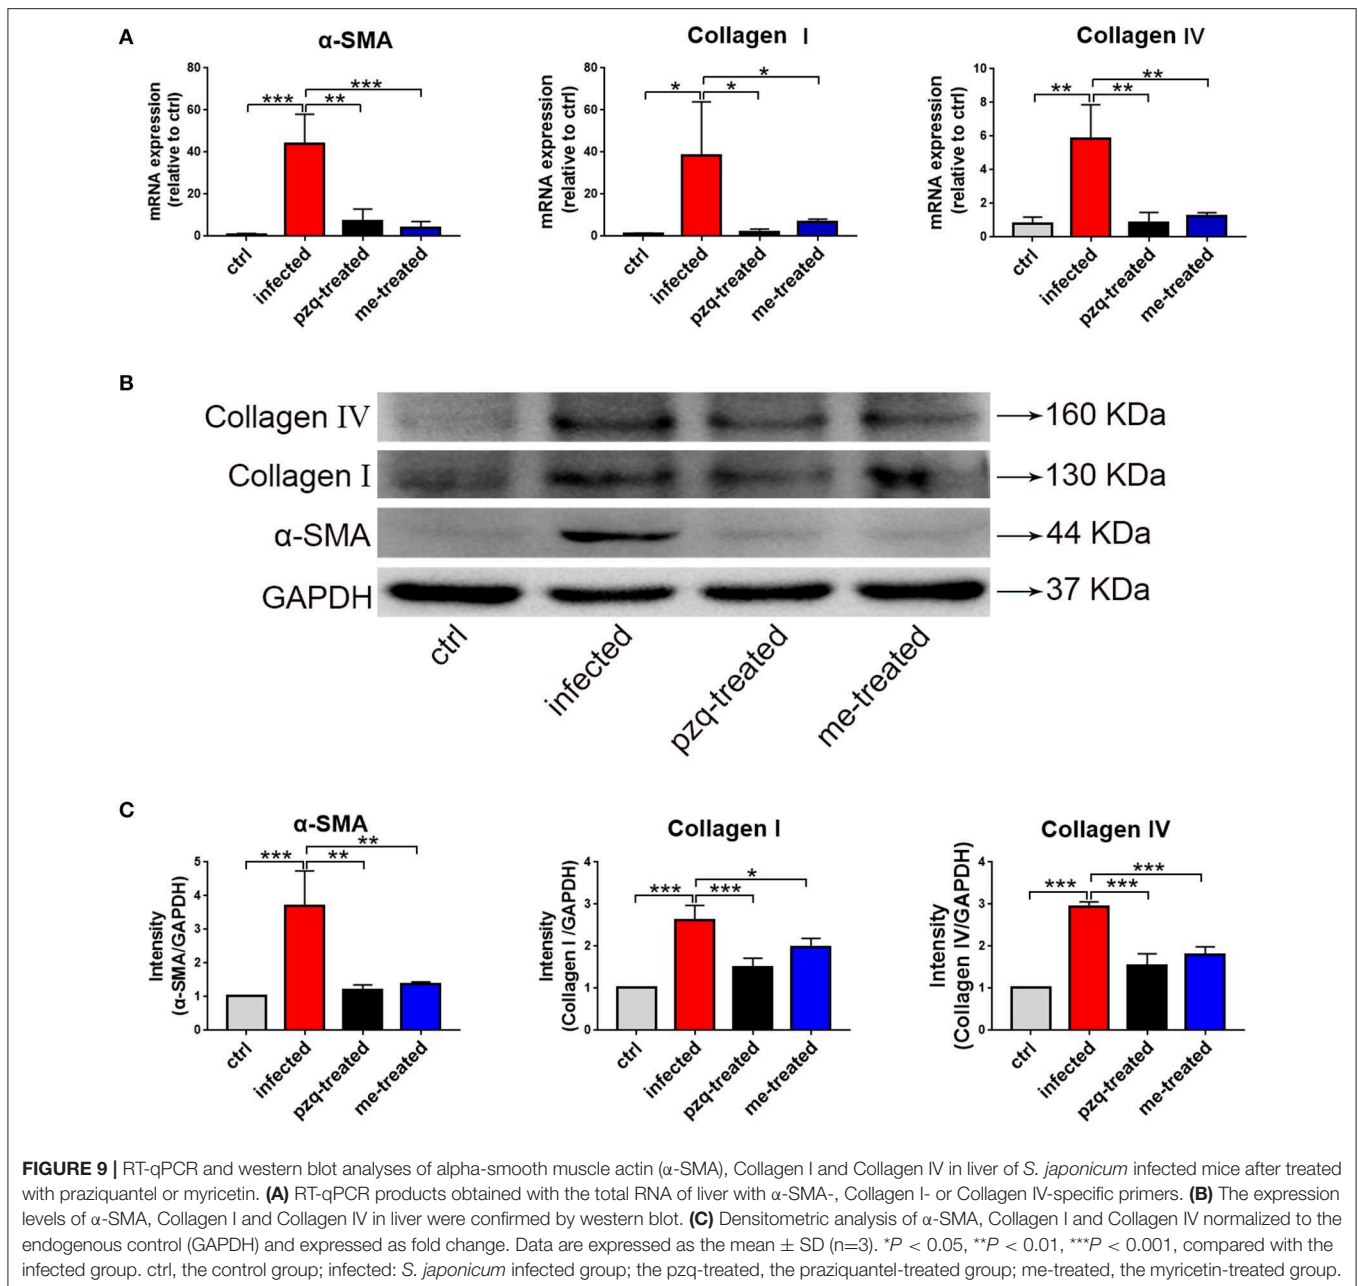 A
α-SMA
mRNA expression
(relative to ctrl)
80
60
40
20
0
***
**
***
ctrl
infected
pzq-treated
me-treated
Collagen I
mRNA expression
(relative to ctrl)
80
60
40
20
0
*
*
*
ctrl
infected
pzq-treated
me-treated
Collagen IV
mRNA expression
(relative to ctrl)
10
8
6
4
2
0
**
**
**
ctrl
infected
pzq-treated
me-treated
B
Collagen IV 160 KDa
Collagen I 130 KDa
α-SMA 44 KDa
GAPDH 37 KDa
ctrl
infected
pzq-treated
me-treated
C
α-SMA
Intensity
(α-SMA/GAPDH)
5
4
3
2
1
0
***
**
**
ctrl
infected
pzq-treated
me-treated
Collagen I
Intensity
(Collagen I /GAPDH)
4
3
2
1
0
***
***
*
ctrl
infected
pzq-treated
me-treated
Collagen IV
Intensity
(Collagen IV/GAPDH)
4
3
2
1
0
***
***
***
ctrl
infected
pzq-treated
me-treated
FIGURE 9 | RT-qPCR and western blot analyses of alpha-smooth muscle actin (α-SMA), Collagen I and Collagen IV in liver of S. japonicum infected mice after treated
with praziquantel or myricetin. (A) RT-qPCR products obtained with the total RNA of liver with α-SMA-, Collagen I- or Collagen IV-specific primers. (B) The expression
levels of α-SMA, Collagen I and Collagen IV in liver were confirmed by western blot. (C) Densitometric analysis of α-SMA, Collagen I and Collagen IV normalized to the
endogenous control (GAPDH) and expressed as fold change. Data are expressed as the mean ± SD (n=3). *P < 0.05, **P < 0.01, ***P < 0.001, compared with the
infected group. ctrl, the control group; infected: S. japonicum infected group; the pzq-treated, the praziquantel-treated group; me-treated, the myricetin-treated group.